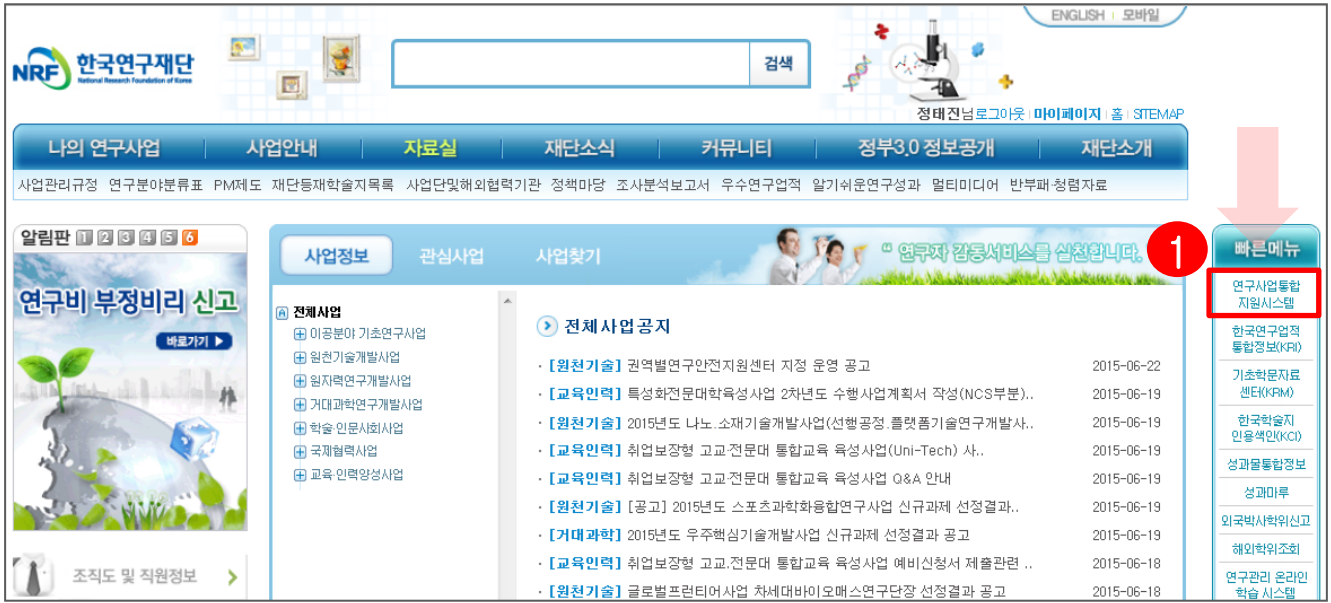 ENGLISH 모바일
NRF 한국연구재단
National Research Foundation of Korea
검색
정태진님로그아웃 마이페이지 홈 SITEMAP
나의 연구사업 사업안내 자료실 재단소식 커뮤니티 정부3.0 정보공개 재단소개
사업관리규정 연구분야분류표 PM제도 재단등재학술지목록 사업단및해외협력기관 정책마당 조사분석보고서 우수연구업적 알기쉬운연구성과 멀티미디어 반부패·청렴자료
알림판 1 2 3 4 5 6
연구비 부정비리 신고
바로가기
조직도 및 직원정보
사업정보 관심사업 사업찾기
“ 연구자 감동서비스를 실천합니다.
전체사업
이공분야 기초연구사업
원천기술개발사업
원자력연구개발사업
거대과학연구개발사업
학술·인문사회사업
국제협력사업
교육·인력양성사업
전체사업공지
· [원천기술] 권역별연구안전지원센터 지정 운영 공고 2015-06-22
· [교육인력] 특성화전문대학육성사업 2차년도 수행사업계획서 작성(NCS부분).. 2015-06-19
· [원천기술] 2015년도 나노.소재기술개발사업(선행공정.플랫폼기술연구개발사.. 2015-06-19
· [교육인력] 취업보장형 고교·전문대 통합교육 육성사업(Uni-Tech) 사.. 2015-06-19
· [교육인력] 취업보장형 고교·전문대 통합교육 육성사업 Q&A 안내 2015-06-19
· [원천기술] [공고] 2015년도 스포츠과학화융합연구사업 신규과제 선정결과.. 2015-06-19
· [거대과학] 2015년도 우주핵심기술개발사업 신규과제 선정결과 공고 2015-06-19
· [교육인력] 취업보장형 고교.전문대 통합교육 육성사업 예비신청서 제출관련 .. 2015-06-18
· [원천기술] 글로벌프런티어사업 차세대바이오매스연구단장 선정결과 공고 2015-06-18
1
빠른메뉴
연구사업통합
지원시스템
한국연구업적
통합정보(KRI)
기초학문자료
센터(KRM)
한국학술지
인용색인(KCI)
성과물통합정보
성과마루
외국박사학위신고
해외학위조회
연구관리 온라인
학습 시스템